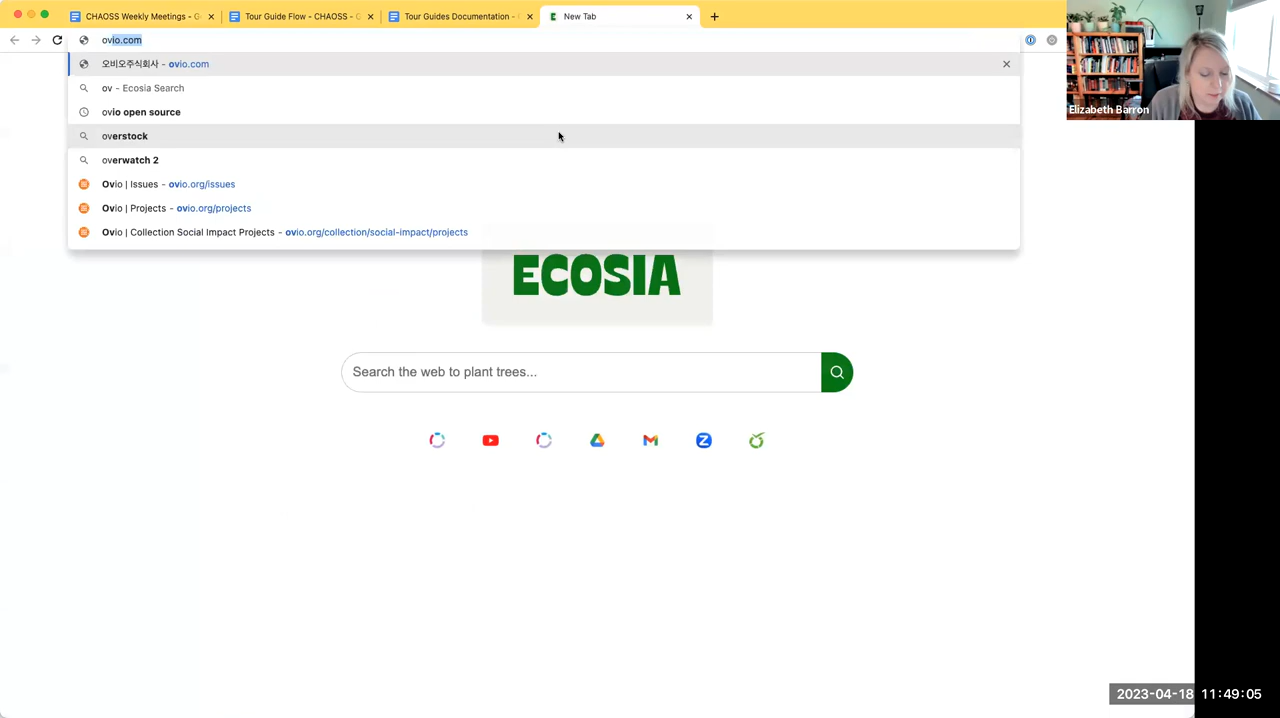 CHAOSS Weekly Meetings - G
Tour Guide Flow - CHAOSS - G
Tour Guides Documentation -
New Tab
ovio.com
오비오주식회사 - ovio.com
ov - Ecosia Search
ovio open source
overstock
overwatch 2
Ovio | Issues - ovio.org/issues
Ovio | Projects - ovio.org/projects
Ovio | Collection Social Impact Projects - ovio.org/collection/social-impact/projects
Elizabeth Barron
ECOSIA
Search the web to plant trees...
2023-04-18 11:49:05